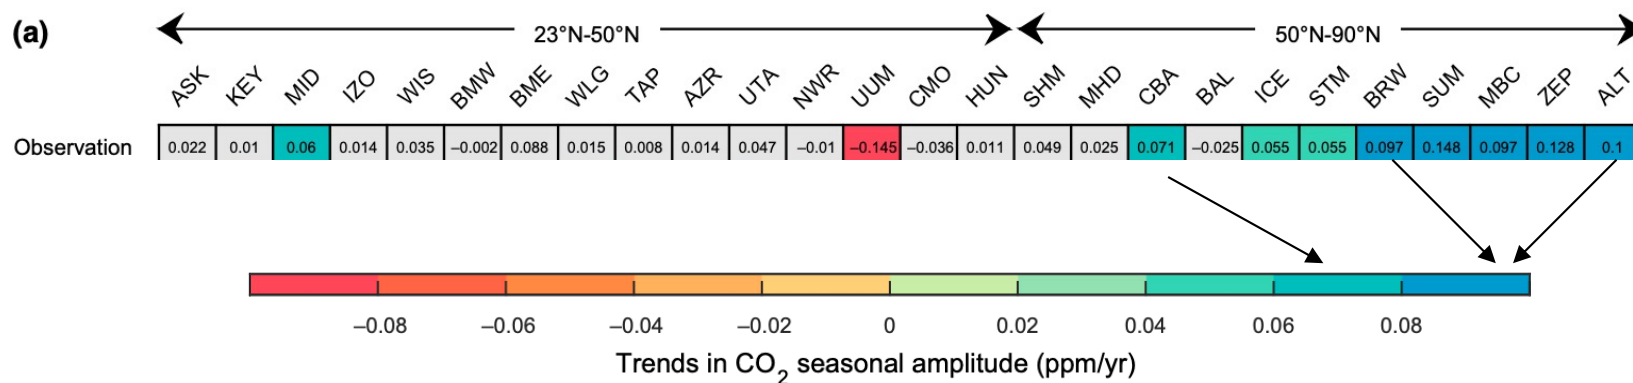 (a) 23°N-50°N 50°N-90°N
ASK KEY MID IZO WIS BMW BME WLG TAP AZR UTA NWR UUM CMO HUN SHM MHD CBA BAL ICE STM BRW SUM MBC ZEP ALT
Observation 0.022 0.01 0.06 0.014 0.035 –0.002 0.088 0.015 0.008 0.014 0.047 –0.01 –0.145 –0.036 0.011 0.049 0.025 0.071 –0.025 0.055 0.055 0.097 0.148 0.097 0.128 0.1
–0.08 –0.06 –0.04 –0.02 0 0.02 0.04 0.06 0.08
Trends in CO₂ seasonal amplitude (ppm/yr)